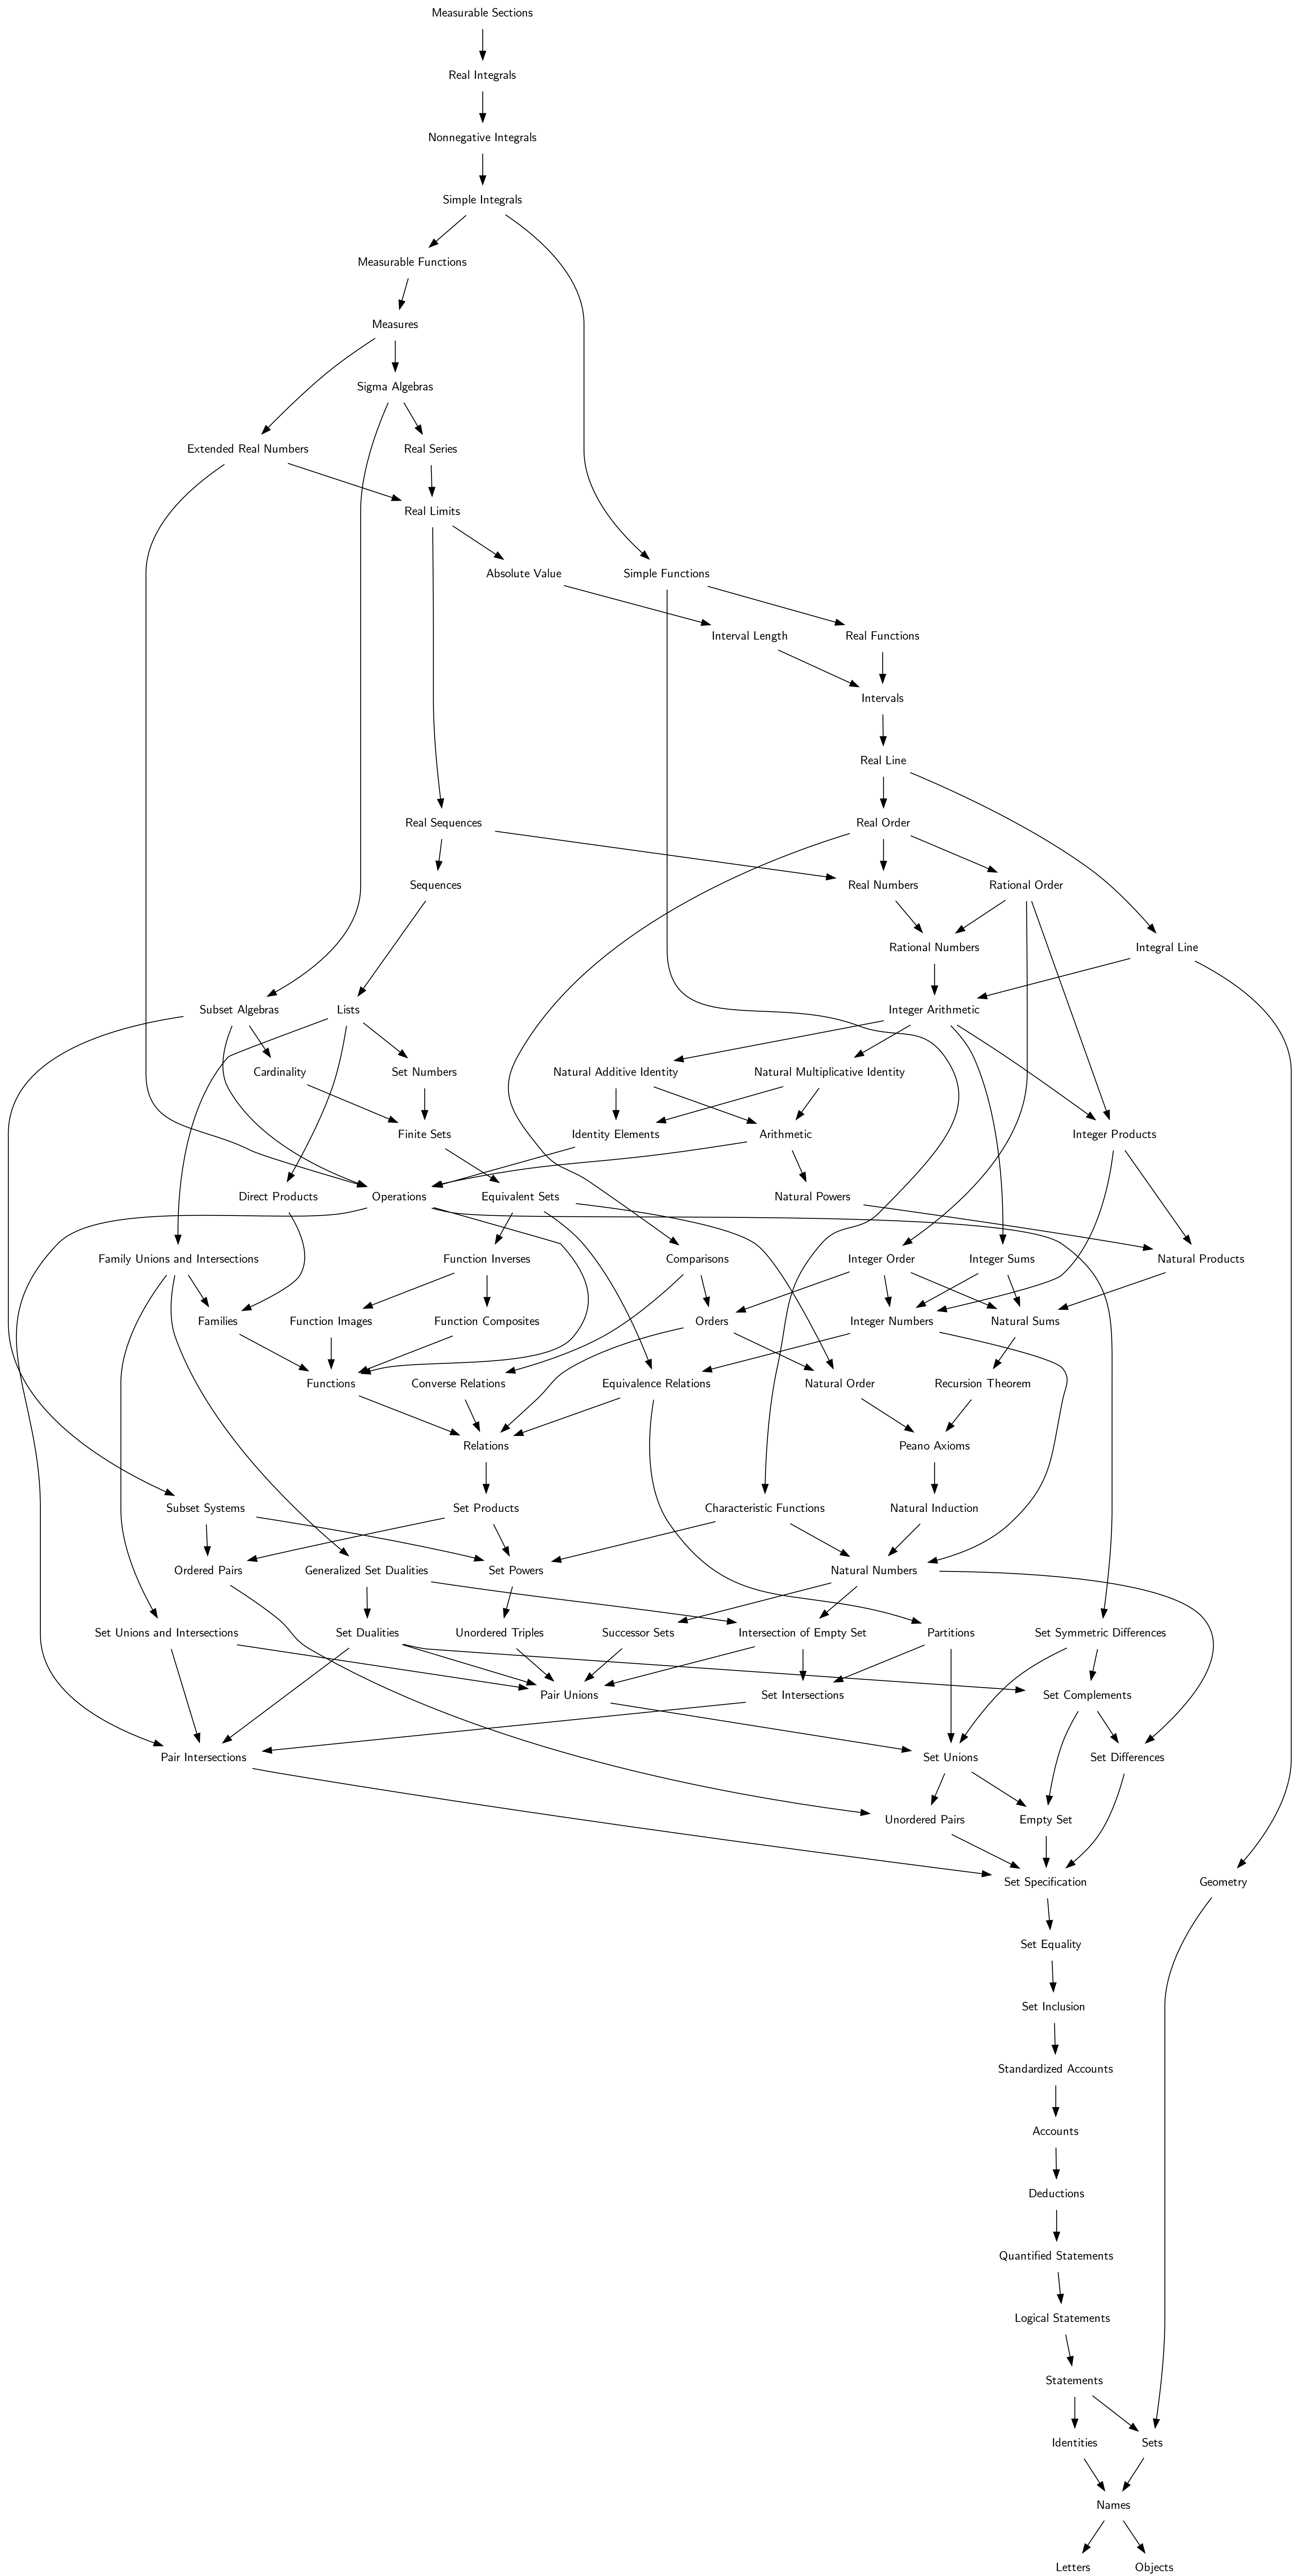 Measurable Sections
Real Integrals
Nonnegative Integrals
Simple Integrals
Measurable Functions
Measures
Sigma Algebras
Extended Real Numbers
Real Series
Real Limits
Absolute Value
Simple Functions
Interval Length
Real Functions
Intervals
Real Line
Real Sequences
Real Order
Sequences
Real Numbers
Rational Order
Rational Numbers
Integral Line
Subset Algebras
Lists
Integer Arithmetic
Cardinality
Set Numbers
Natural Additive Identity
Natural Multiplicative Identity
Finite Sets
Identity Elements
Arithmetic
Integer Products
Direct Products
Operations
Equivalent Sets
Natural Powers
Family Unions and Intersections
Function Inverses
Comparisons
Integer Order
Integer Sums
Natural Products
Families
Function Images
Function Composites
Orders
Integer Numbers
Natural Sums
Functions
Converse Relations
Equivalence Relations
Natural Order
Recursion Theorem
Relations
Peano Axioms
Subset Systems
Set Products
Characteristic Functions
Natural Induction
Ordered Pairs
Generalized Set Dualities
Set Powers
Natural Numbers
Set Unions and Intersections
Set Dualities
Unordered Triples
Successor Sets
Intersection of Empty Set
Partitions
Set Symmetric Differences
Pair Unions
Set Intersections
Set Complements
Pair Intersections
Set Unions
Set Differences
Unordered Pairs
Empty Set
Set Specification
Geometry
Set Equality
Set Inclusion
Standardized Accounts
Accounts
Deductions
Quantified Statements
Logical Statements
Statements
Identities
Sets
Names
Letters
Objects